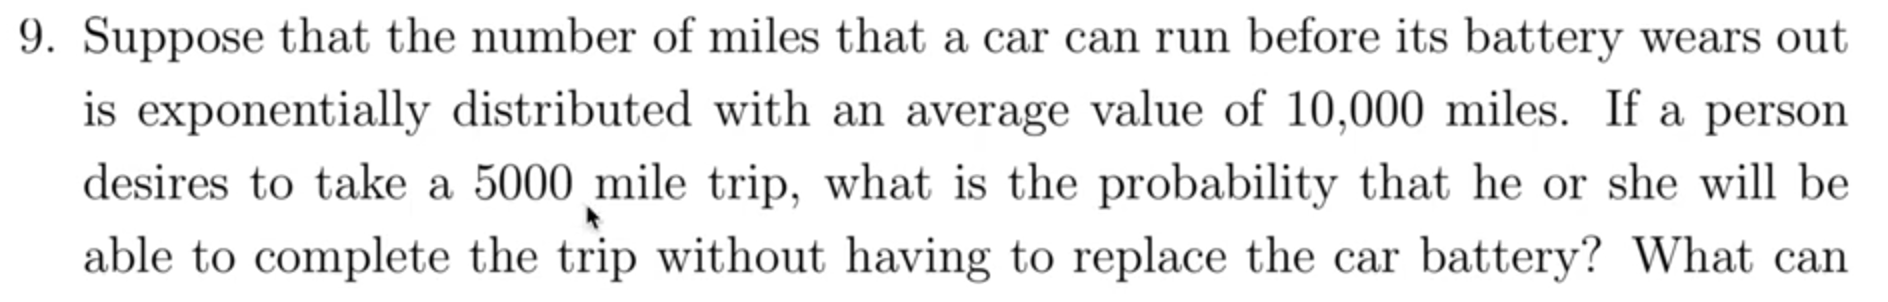 9. Suppose that the number of miles that a car can run before its battery wears out
is exponentially distributed with an average value of 10,000 miles. If a person
desires to take a 5000 mile trip, what is the probability that he or she will be
able to complete the trip without having to replace the car battery? What can